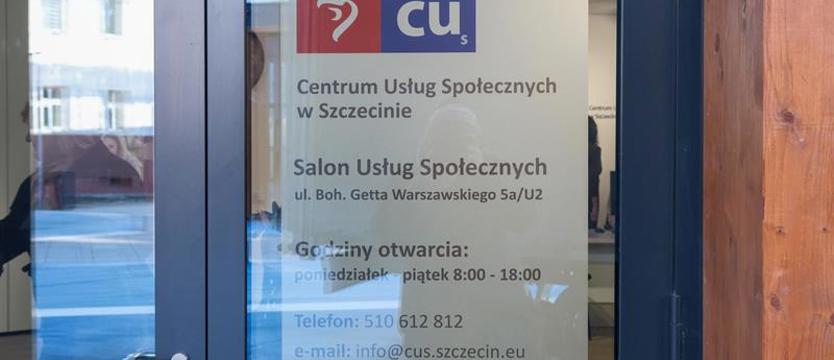 cus
Centrum Usług Społecznych
w Szczecinie
Salon Usług Społecznych
ul. Boh. Getta Warszawskiego 5a/U2
Godziny otwarcia:
poniedziałek - piątek 8:00 - 18:00
Telefon: 510 612 812
e-mail: info@cus.szczecin.eu